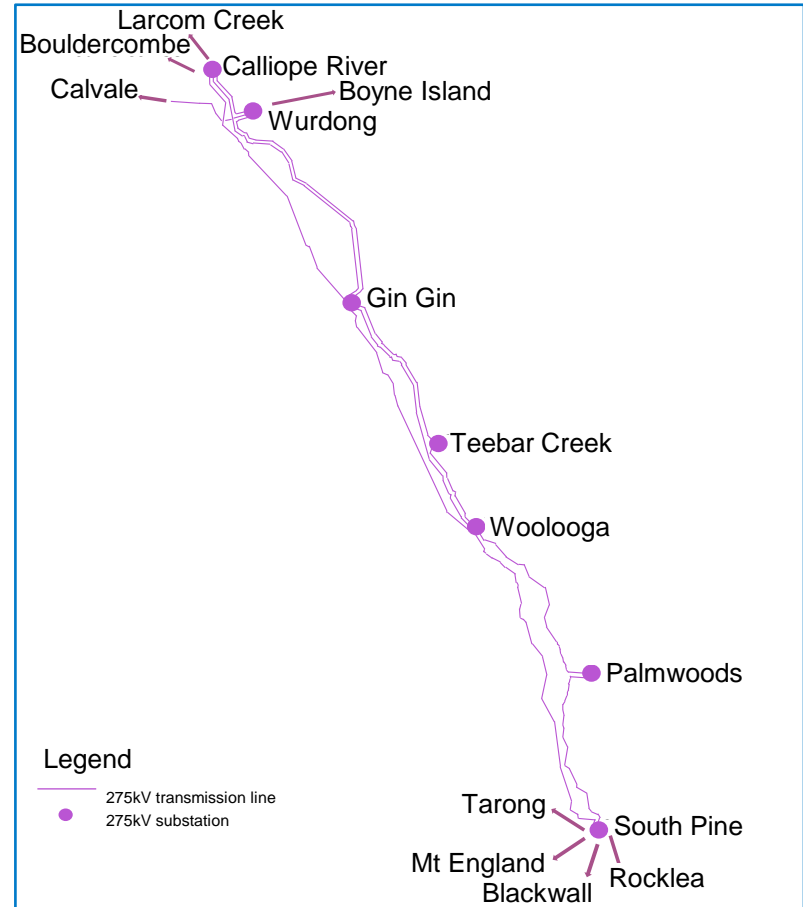 Larcom Creek
Bouldercombe
Calliope River
Calvale
Boyne Island
Wurdong
Gin Gin
Teebar Creek
Woolooga
Palmwoods
Legend
275kV transmission line
275kV substation
Tarong
South Pine
Mt England
Rocklea
Blackwall